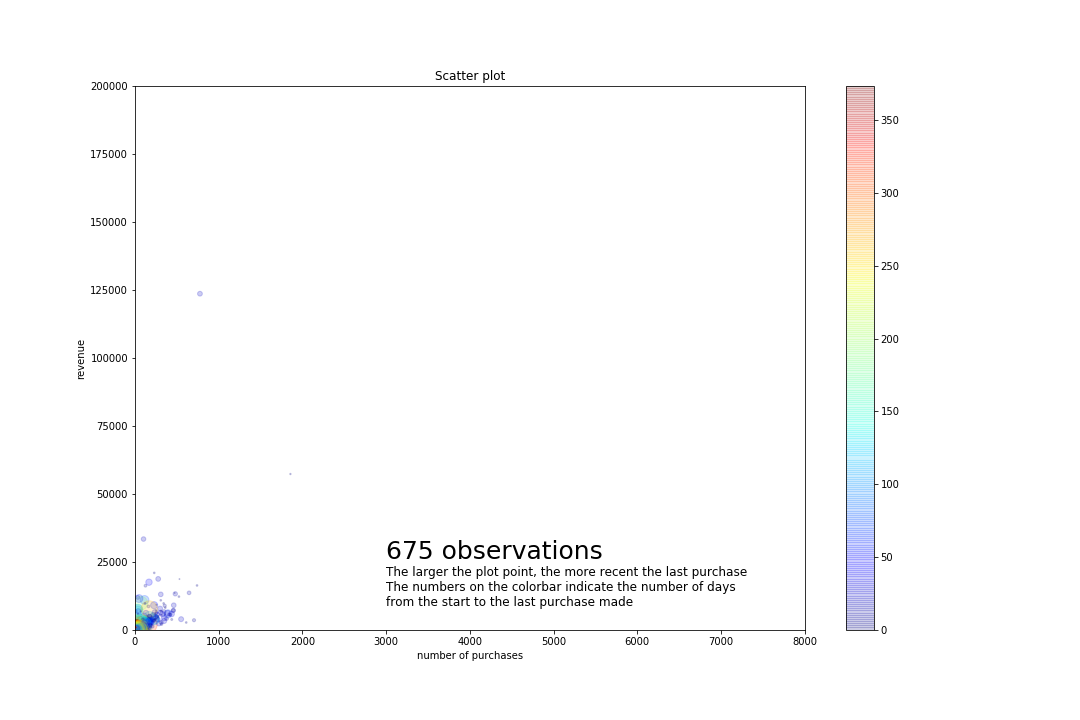 Scatter plot
200000
175000
150000
125000
100000
75000
50000
25000
0
revenue
675 observations
The larger the plot point, the more recent the last purchase
The numbers on the colorbar indicate the number of days
from the start to the last purchase made
0 1000 2000 3000 4000 5000 6000 7000 8000
number of purchases
350
300
250
200
150
100
50
0